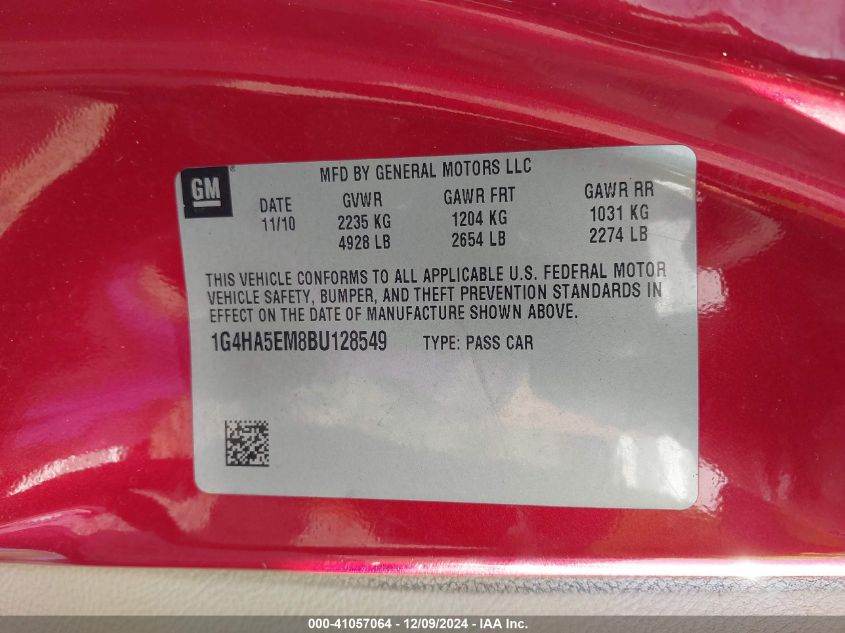 MFD BY GENERAL MOTORS LLC
GM®
DATE GVWR GAWR FRT GAWR RR
11/10 2235 KG 1204 KG 1031 KG
4928 LB 2654 LB 2274 LB
THIS VEHICLE CONFORMS TO ALL APPLICABLE U.S. FEDERAL MOTOR
VEHICLE SAFETY, BUMPER, AND THEFT PREVENTION STANDARDS IN
EFFECT ON THE DATE OF MANUFACTURE SHOWN ABOVE.
1G4HA5EM8BU128549 TYPE: PASS CAR
000-41057064 - 12/09/2024 - IAA Inc.